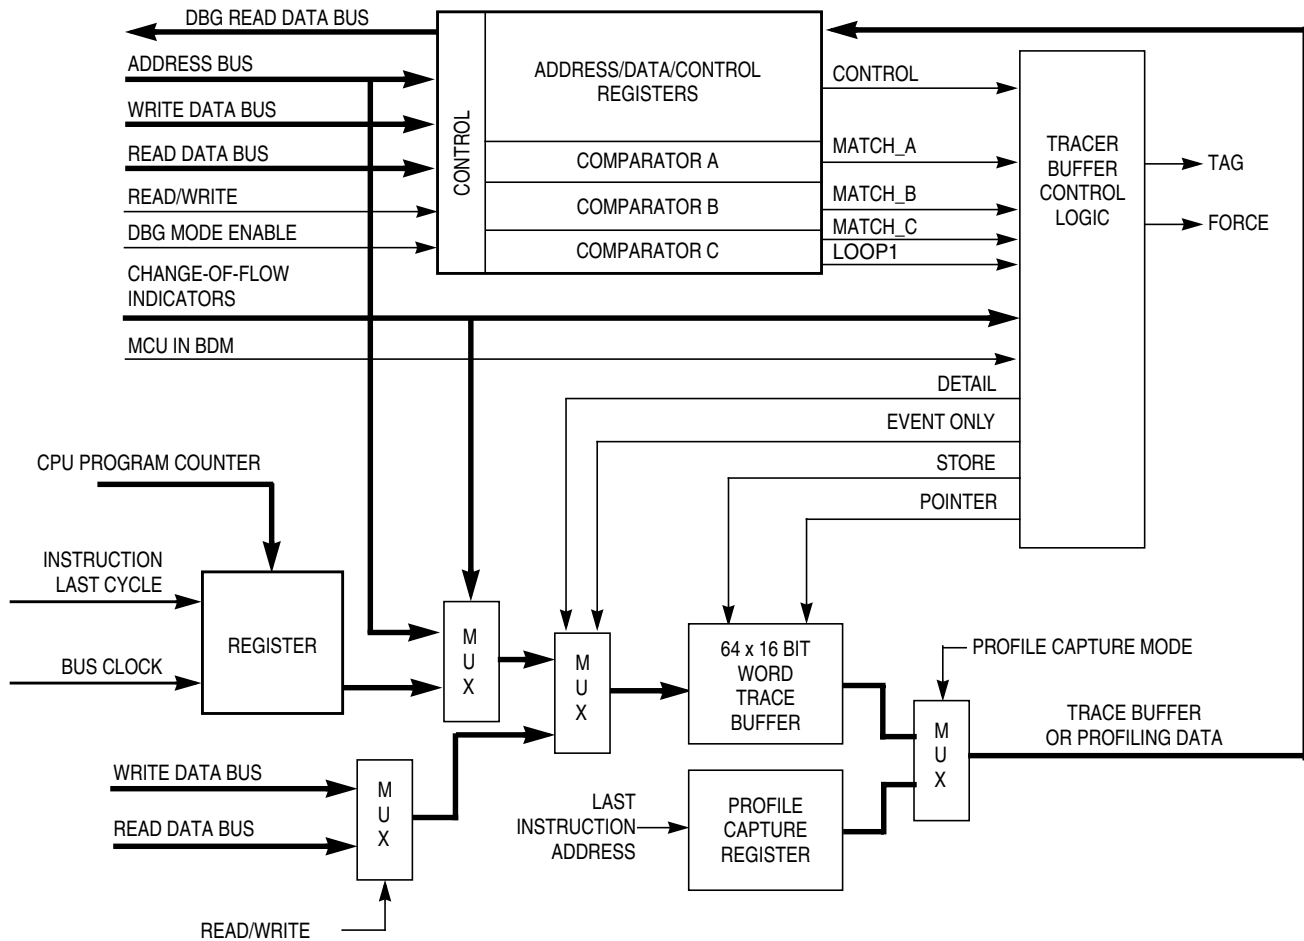 DBG READ DATA BUS
ADDRESS BUS
WRITE DATA BUS
READ DATA BUS
READ/WRITE
DBG MODE ENABLE
CHANGE-OF-FLOW
INDICATORS
MCU IN BDM
CONTROL
ADDRESS/DATA/CONTROL
REGISTERS
COMPARATOR A
COMPARATOR B
COMPARATOR C
CONTROL
MATCH_A
MATCH_B
MATCH_C
LOOP1
TRACER
BUFFER
CONTROL
LOGIC
TAG
FORCE
DETAIL
EVENT ONLY
STORE
POINTER
CPU PROGRAM COUNTER
INSTRUCTION
LAST CYCLE
BUS CLOCK
REGISTER
M
U
X
M
U
X
64 x 16 BIT
WORD
TRACE
BUFFER
PROFILE CAPTURE MODE
M
U
X
TRACE BUFFER
OR PROFILING DATA
WRITE DATA BUS
READ DATA BUS
M
U
X
READ/WRITE
LAST
INSTRUCTION
ADDRESS
PROFILE
CAPTURE
REGISTER